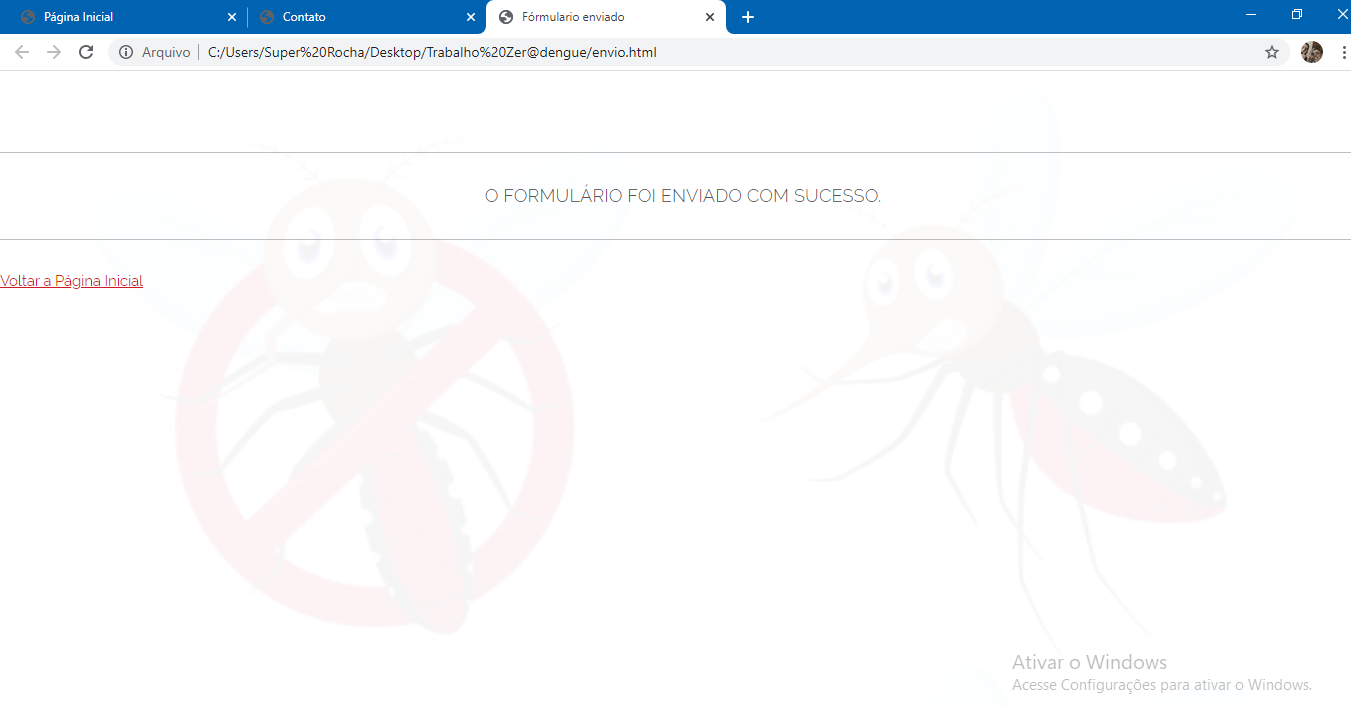 Página Inicial
Contato
Fórmulario enviado
Arquivo
C:/Users/Super%20Rocha/Desktop/Trabalho%20Zer@dengue/envio.html
O FORMULÁRIO FOI ENVIADO COM SUCESSO.
Voltar a Página Inicial
Ativar o Windows
Acesse Configurações para ativar o Windows.